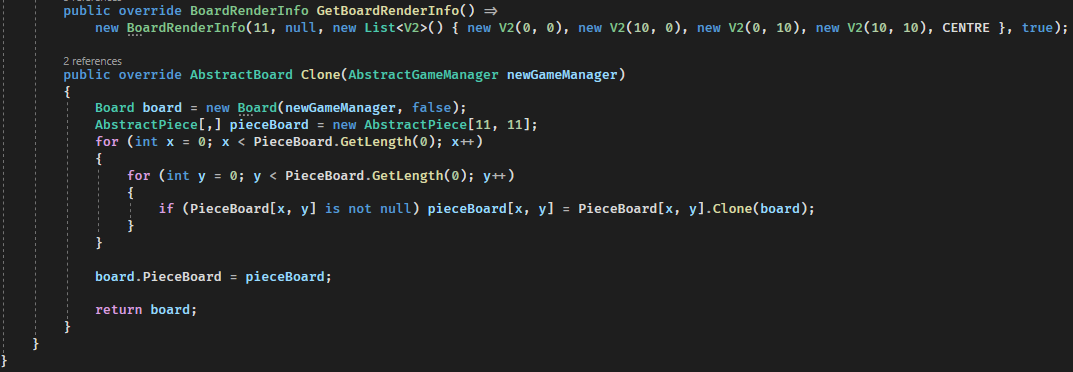 public override BoardRenderInfo GetBoardRenderInfo() =>
new BoardRenderInfo(11, null, new List<V2>() { new V2(0, 0), new V2(10, 0), new V2(0, 10), new V2(10, 10), CENTRE }, true);
2 references
public override AbstractBoard Clone(AbstractGameManager newGameManager)
{
Board board = new Board(newGameManager, false);
AbstractPiece[,] pieceBoard = new AbstractPiece[11, 11];
for (int x = 0; x < PieceBoard.GetLength(0); x++)
{
for (int y = 0; y < PieceBoard.GetLength(0); y++)
{
if (PieceBoard[x, y] is not null) pieceBoard[x, y] = PieceBoard[x, y].Clone(board);
}
}
board.PieceBoard = pieceBoard;
return board;
}
}
}